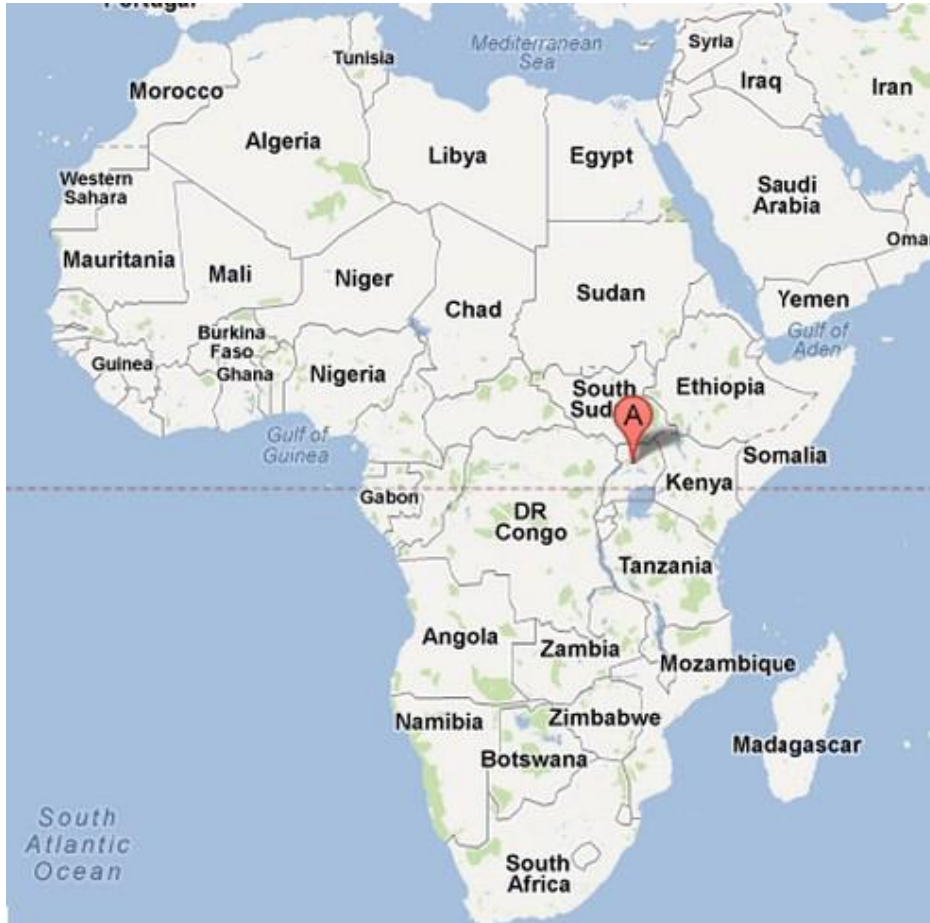 Portugal
Tunisia
Mediterranean
Sea
Syria
Iraq
Iran
Morocco
Algeria
Libya
Egypt
Western
Sahara
Saudi
Arabia
Oman
Mauritania
Mali
Niger
Chad
Sudan
Yemen
Gulf of
Aden
Burkina
Faso
Guinea
Ghana
Nigeria
South
Sud
A
Ethiopia
Gulf of
Guinea
Somalia
Kenya
Gabon
DR
Congo
Tanzania
Angola
Zambia
Mozambique
Namibia
Zimbabwe
Botswana
Madagascar
South
Atlantic
Ocean
South
Africa